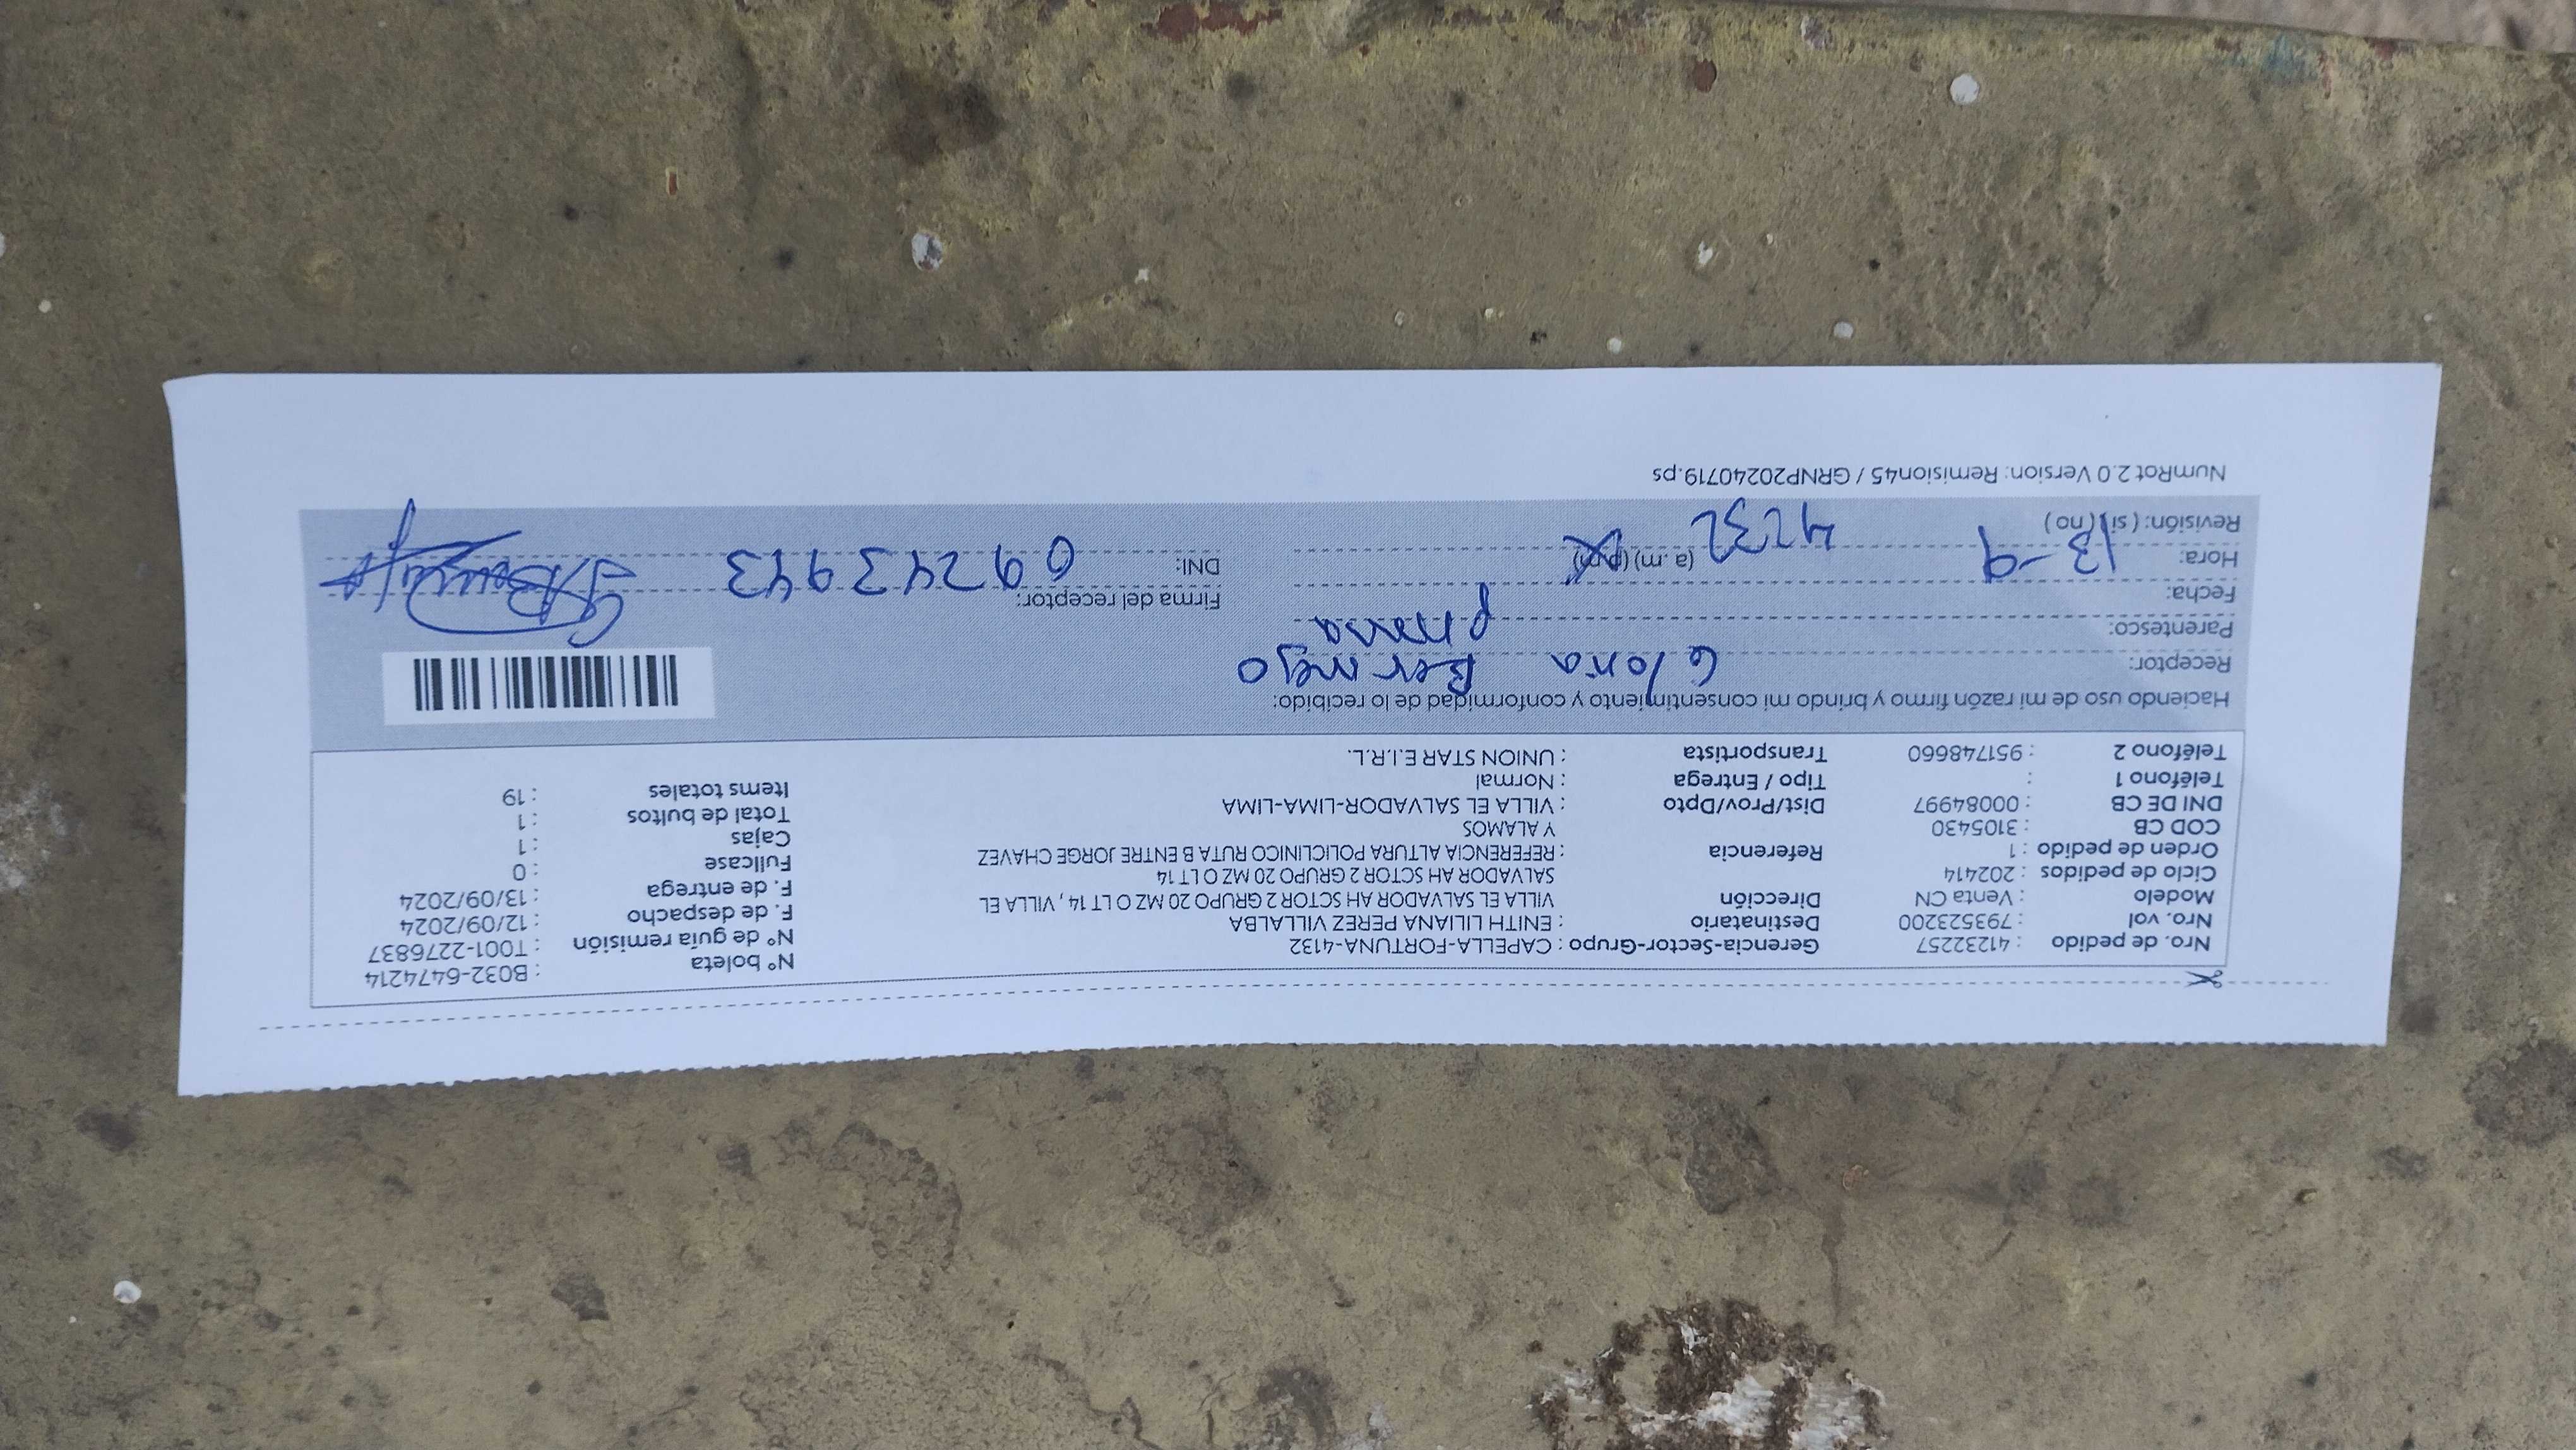 Nro. de pedido : 41232257 Gerencia-Sector-Grupo : CAPELLA-FORTUNA-4132 N° boleta : B032-6474214
Nro. vol : 793523200 Destinatario : ENITH LILIANA PEREZ VILLALBA N° de guía remisión : T001-2276837
Modelo : Venta CN Dirección VILLA EL SALVADOR AH SCTOR 2 GRUPO 20 MZ O LT 14 , VILLA EL F. de despacho : 12/09/2024
Ciclo de pedidos : 202414 SALVADOR AH SCTOR 2 GRUPO 20 MZ O LT 14 F. de entrega : 13/09/2024
Orden de pedido : 1 Referencia : REFERENCIA ALTURA POLICLINICO RUTA B ENTRE JORGE CHAVEZ Fullcase : 0
COD CB : 3105430 Y ALAMOS Cajas : 1
DNI DE CB : 00084997 Dist/Prov/Dpto : VILLA EL SALVADOR-LIMA-LIMA Total de bultos : 1
Teléfono 1 : Tipo / Entrega : Normal Items totales : 19
Teléfono 2 : 951748660 Transportista : UNION STAR E.I.R.L.
Haciendo uso de mi razón firmo y brindo mi consentimiento y conformidad de lo recibido:
Receptor: Gloria Bermejo
Parentesco:
Fecha: Firma del receptor:
Hora: 13-9 (a.m) (p.m) DNI: 09243943
Revisión: ( si ) ( no )
NumRot 2.0 Version: Remision45 / GRNP20240719.ps